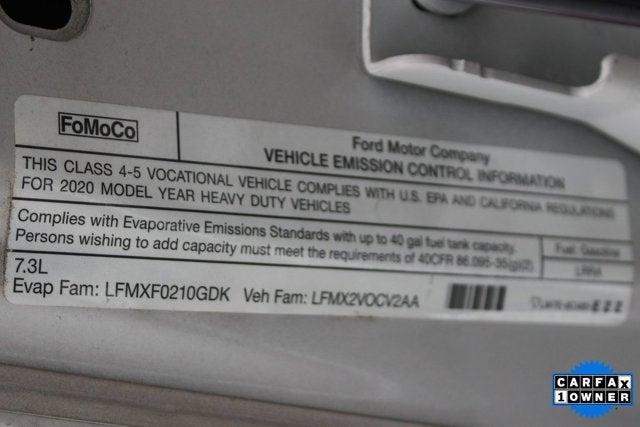 FoMoCo
Ford Motor Company
VEHICLE EMISSION CONTROL INFORMATION
THIS CLASS 4-5 VOCATIONAL VEHICLE COMPLIES WITH U.S. EPA AND CALIFORNIA REGULATIONS
FOR 2020 MODEL YEAR HEAVY DUTY VEHICLES
Complies with Evaporative Emissions Standards with up to 40 gal fuel tank capacity.
Persons wishing to add capacity must meet the requirements of 40CFR 86.095-35(g)(2).
Fuel: Gasoline
7.3L
Evap Fam: LFMXF0210GDK Veh Fam: LFMX2VOCV2AA
EZZ
CARFAX
1 OWNER